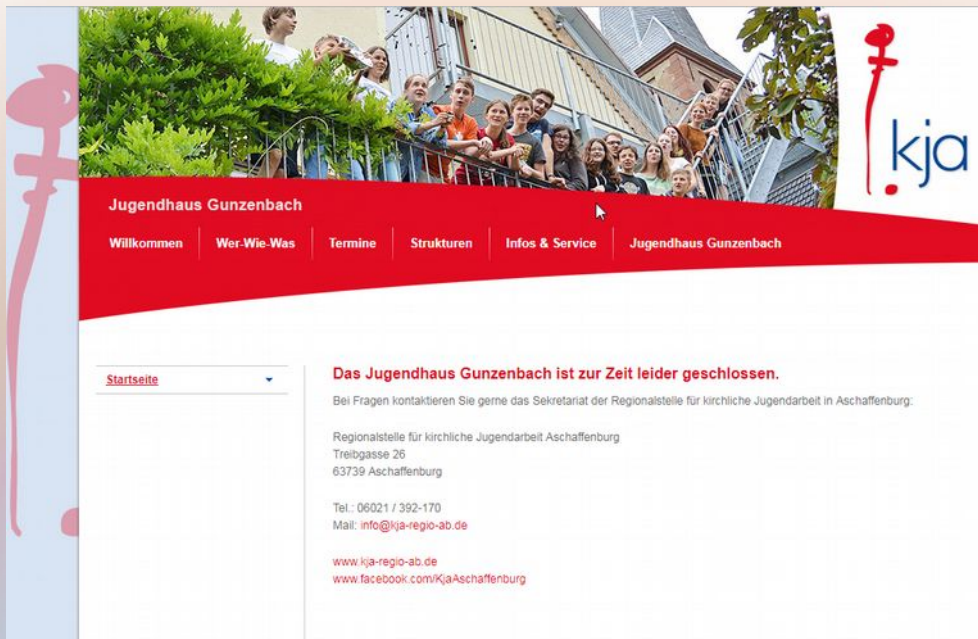 kja
Jugendhaus Gunzenbach
Willkommen Wer-Wie-Was Termine Strukturen Infos & Service Jugendhaus Gunzenbach
Startseite
Das Jugendhaus Gunzenbach ist zur Zeit leider geschlossen.
Bei Fragen kontaktieren Sie gerne das Sekretariat der Regionalstelle für kirchliche Jugendarbeit in Aschaffenburg:
Regionalstelle für kirchliche Jugendarbeit Aschaffenburg
Treibgasse 26
63739 Aschaffenburg
Tel.: 06021 / 392-170
Mail: info@kja-regio-ab.de
www.kja-regio-ab.de
www.facebook.com/KjaAschaffenburg